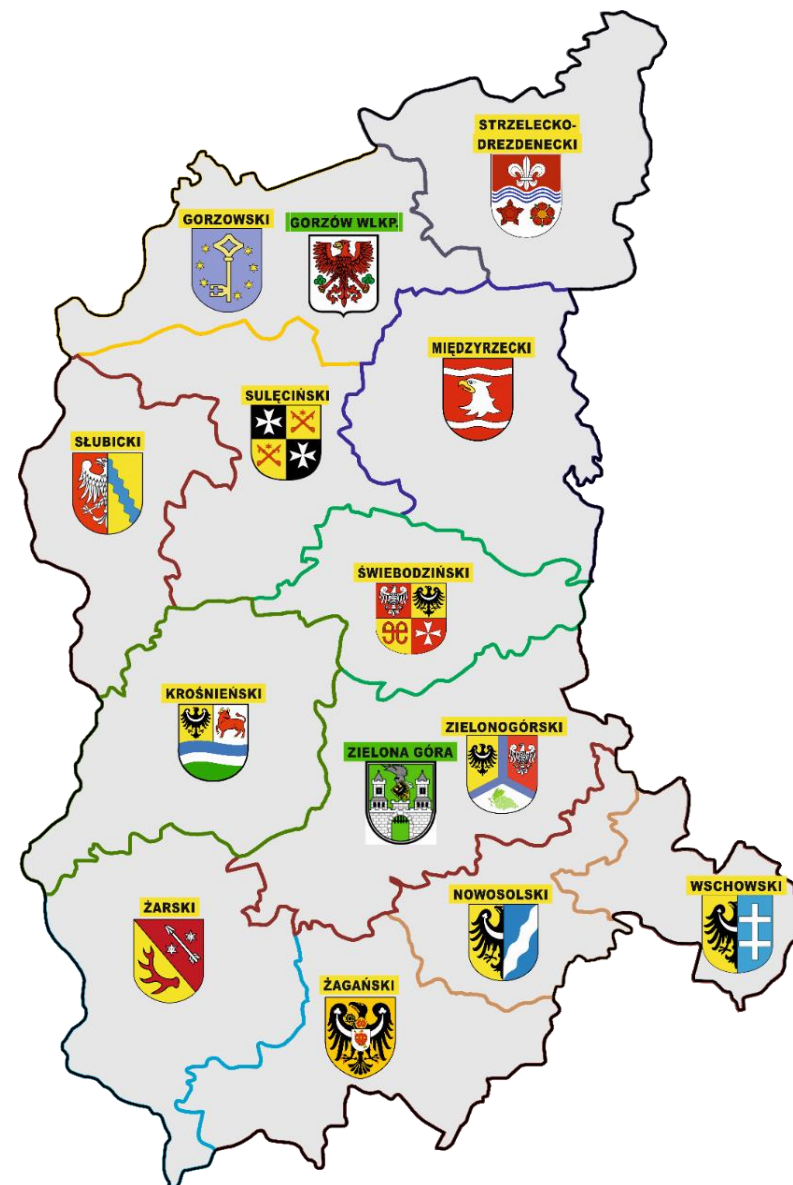 STRZELECKO-
DREZDENECKI
GORZOWSKI
GORZÓW WLKP.
MIĘDZYRZECKI
SULĘCIŃSKI
SŁUBICKI
ŚWIEBODZIŃSKI
KROŚNIEŃSKI
ZIELONOGÓRSKI
ZIELONA GÓRA
WSCHOWSKI
NOWOSOLSKI
ŻARSKI
ŻAGAŃSKI